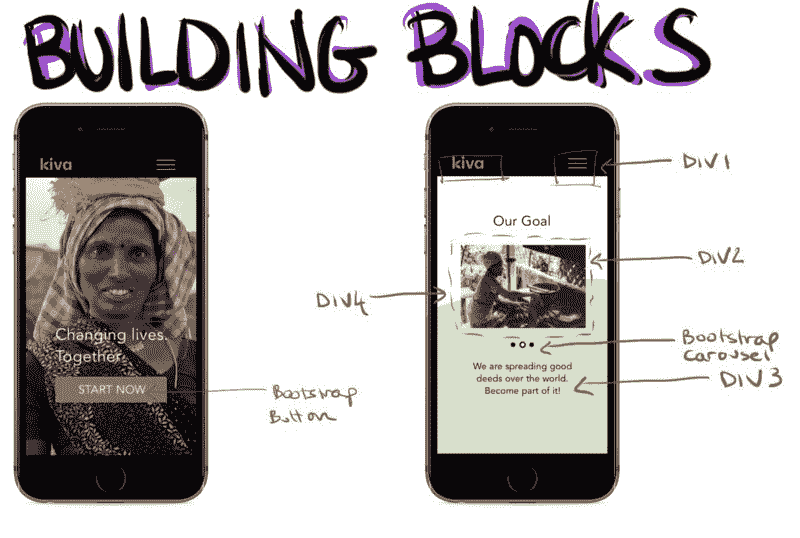 BUILDING BLOCKS
kiva
Changing lives.
Together.
START NOW
Bootstrap
Button
kiva
DIV1
Our Goal
DIV2
DIV4
Bootstrap
Carousel
We are spreading good
deeds over the world.
Become part of it!
DIV3